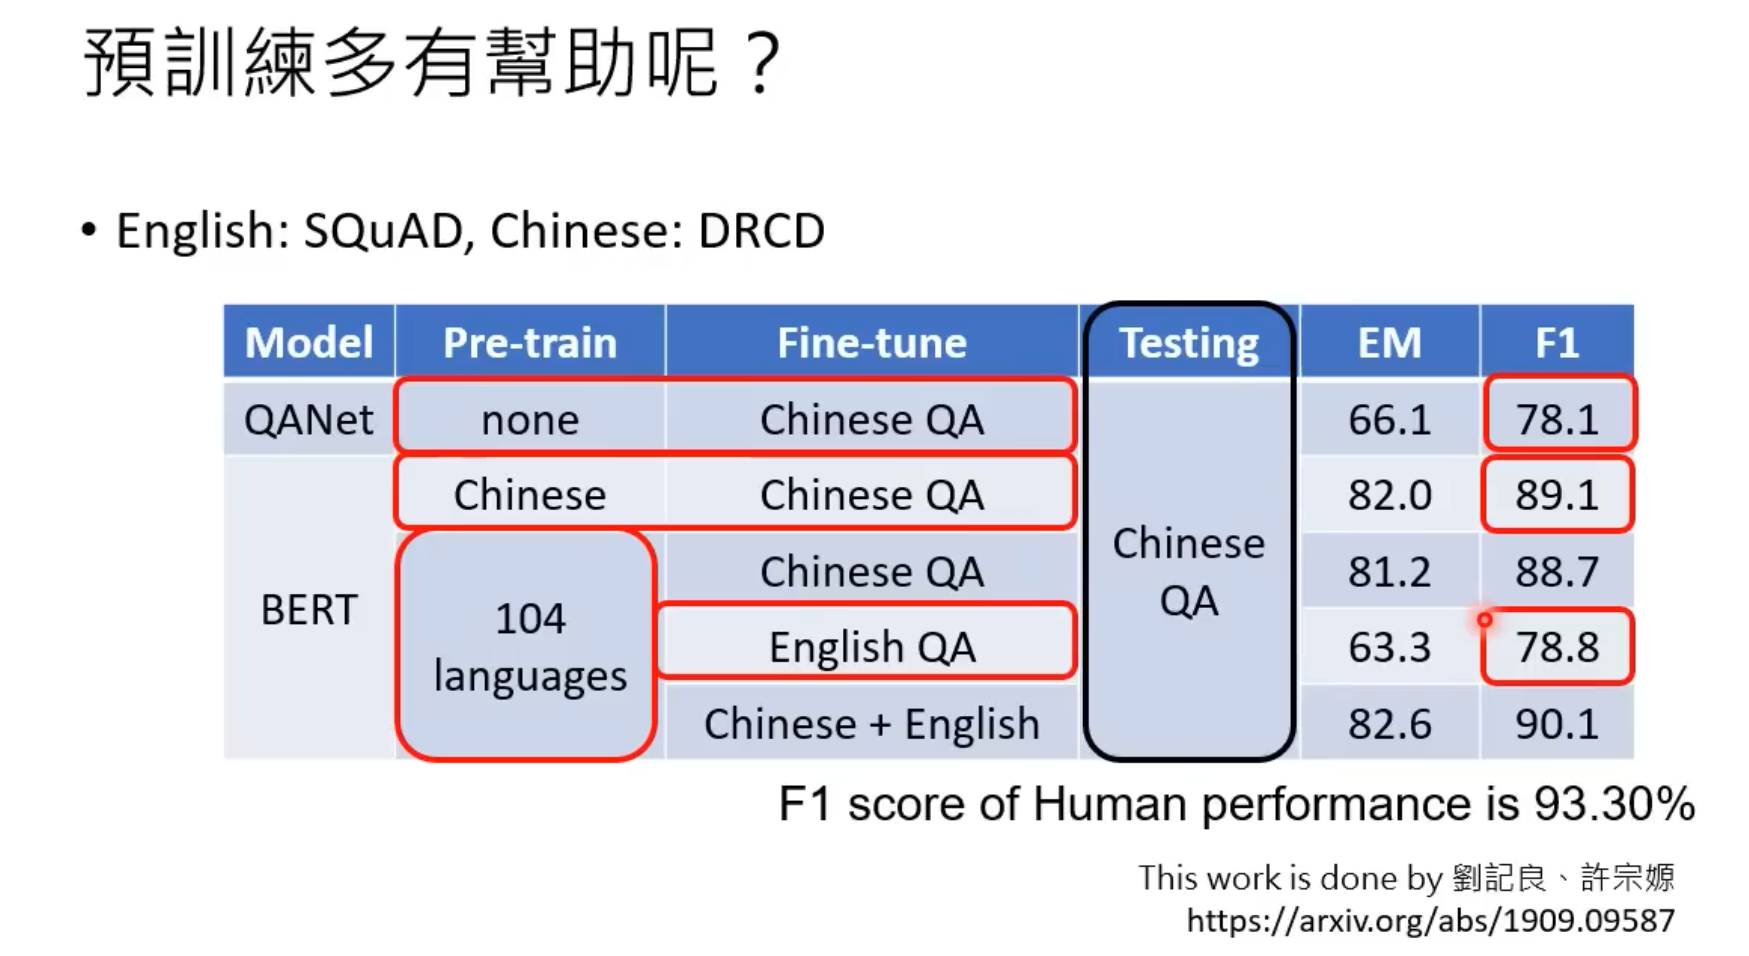 預訓練多有幫助呢？
• English: SQuAD, Chinese: DRCD
Model Pre-train Fine-tune Testing EM F1
QANet none Chinese QA 66.1 78.1
Chinese Chinese QA 82.0 89.1
Chinese QA 81.2 88.7
BERT
104
languages
Chinese
QA
English QA 63.3 78.8
Chinese + English 82.6 90.1
F1 score of Human performance is 93.30%
This work is done by 劉記良、許宗嫄
https://arxiv.org/abs/1909.09587